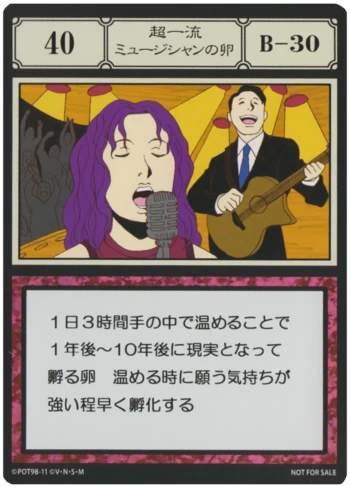 40
超一流
ミュージシャンの卵
B-30
1日3時間手の中で温めることで
1年後～10年後に現実となって
孵る卵　温める時に願う気持ちが
強い程早く孵化する
©POT98-11 ©V・N・S・M
NOT FOR SALE